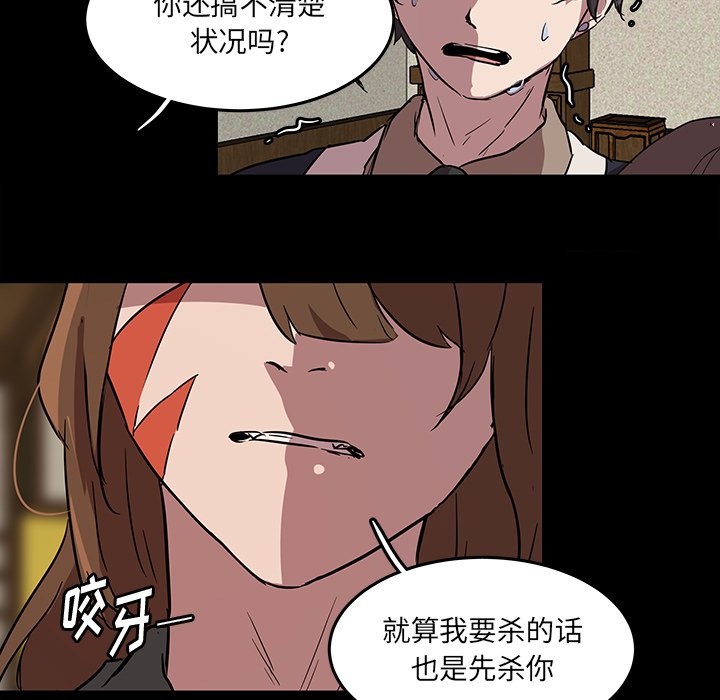 你还搞不清楚
状况吗?
咬牙—
就算我要杀的话
也是先杀你